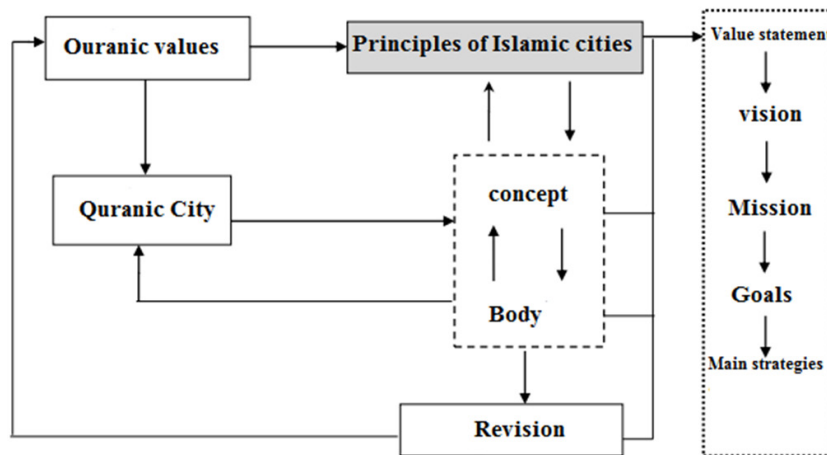 Ouranic values
Principles of Islamic cities
Value statement
vision
Quranic City
concept
Mission
Goals
Body
Main strategies
Revision